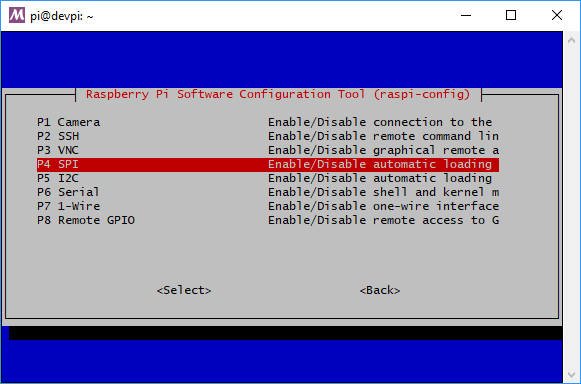 pi@devpi: ~
Raspberry Pi Software Configuration Tool (raspi-config)
P1 Camera Enable/Disable connection to the
P2 SSH Enable/Disable remote command lin
P3 VNC Enable/Disable graphical remote a
P4 SPI Enable/Disable automatic loading
P5 I2C Enable/Disable automatic loading
P6 Serial Enable/Disable shell and kernel m
P7 1-Wire Enable/Disable one-wire interface
P8 Remote GPIO Enable/Disable remote access to G
<Select> <Back>